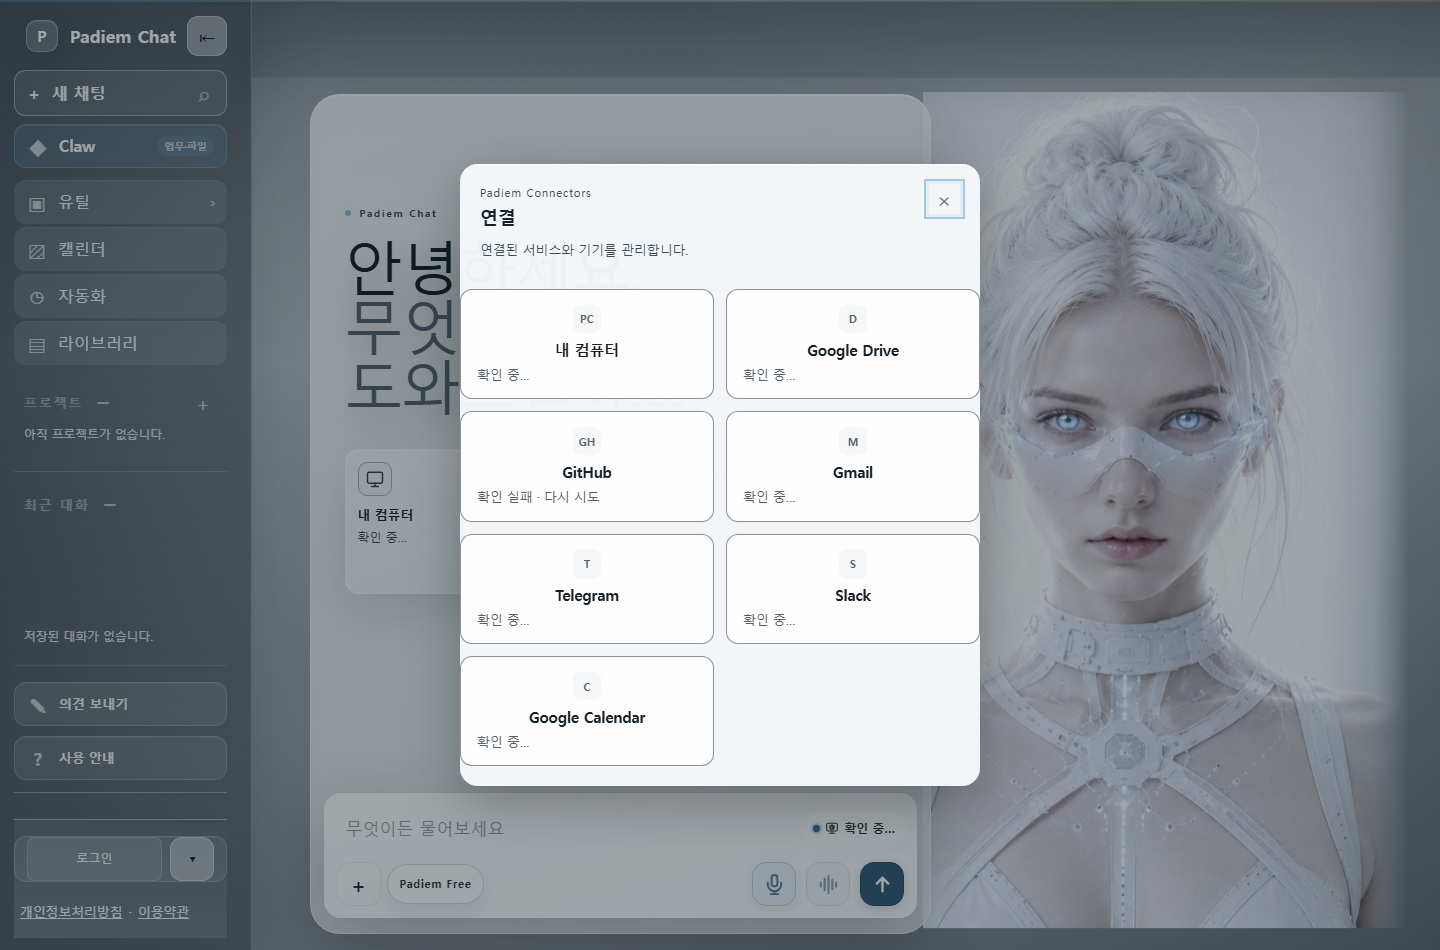 P Padiem Chat
+ 새 채팅
Claw 업무·파일
유틸
캘린더
자동화
라이브러리
프로젝트
아직 프로젝트가 없습니다.
최근 대화
저장된 대화가 없습니다.
의견 보내기
? 사용 안내
로그인
개인정보처리방침 · 이용약관
Padiem Chat
안녕하세요.
무엇
도와
내 컴퓨터
확인 중...
Padiem Connectors
연결
연결된 서비스와 기기를 관리합니다.
PC
내 컴퓨터
확인 중...
D
Google Drive
확인 중...
GH
GitHub
확인 실패 · 다시 시도
M
Gmail
확인 중...
T
Telegram
확인 중...
S
Slack
확인 중...
C
Google Calendar
확인 중...
무엇이든 물어보세요
확인 중...
+
Padiem Free